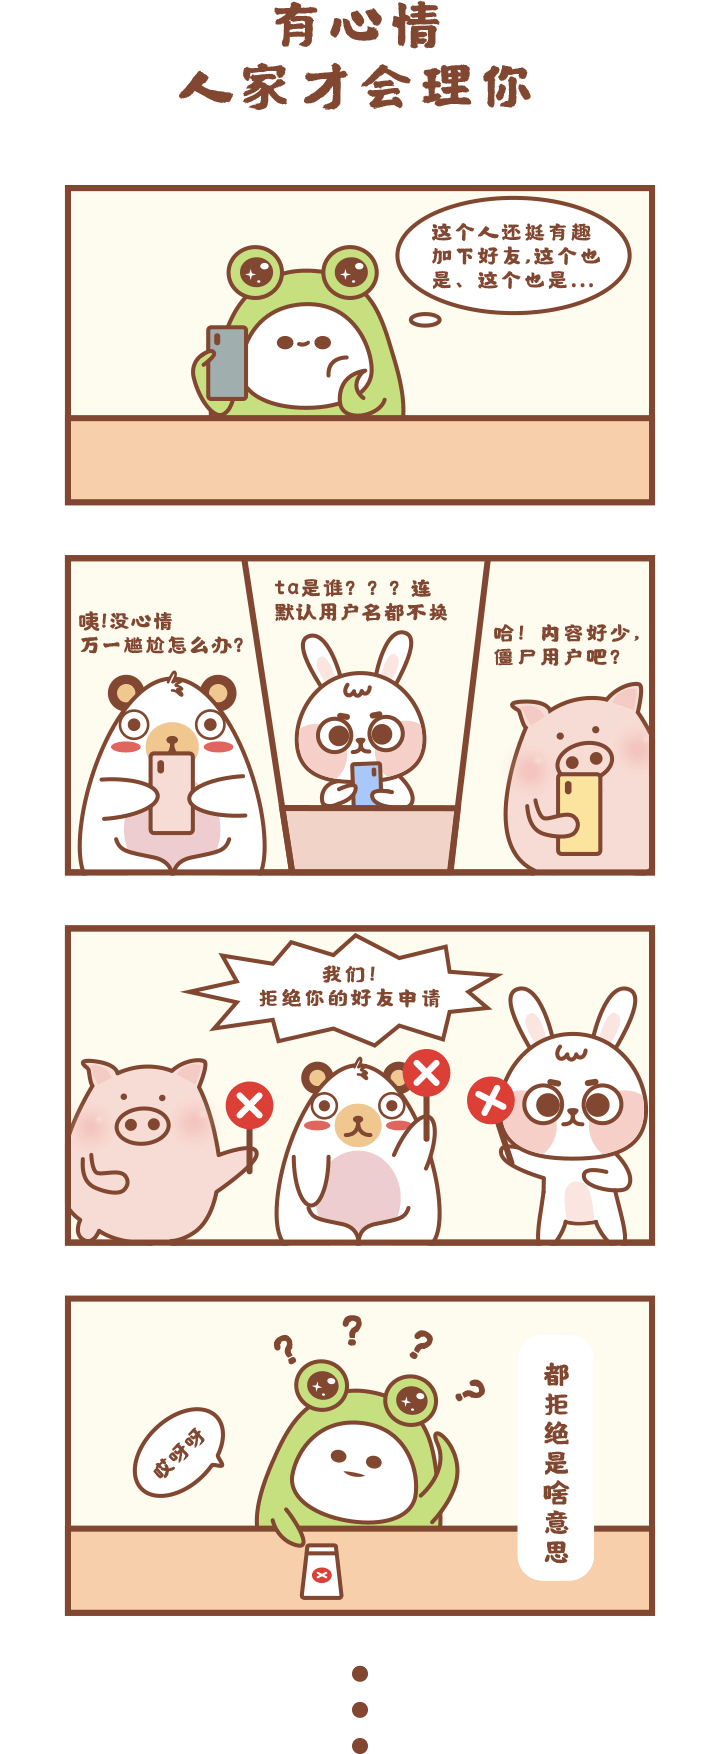 有心情
人家才会理你
这个人还挺有趣
加下好友,这个也
是、这个也是...
咦!没心情
万一尴尬怎么办?
ta是谁???连
默认用户名都不换
哈!内容好少,
僵尸用户吧?
我们!
拒绝你的好友申请
? ? ? ?
哎呀呀
都拒绝是啥意思